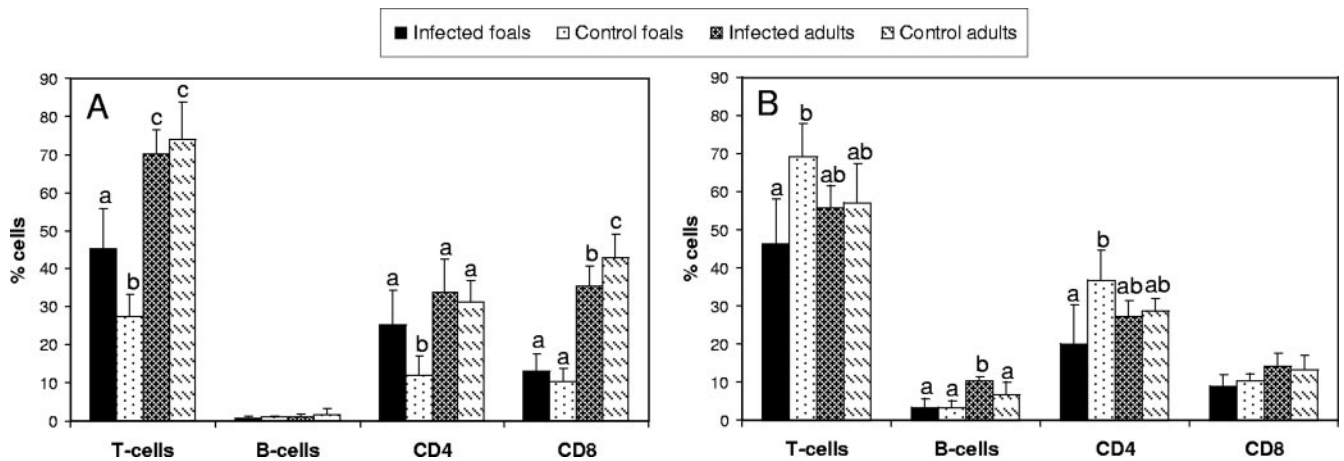 Infected foals Control foals Infected adults Control adults
A
90
80
70
60
50
40
30
20
10
0
% cells
a b c c
a b a a
a a b c
T-cells B-cells CD4 CD8
B
90
80
70
60
50
40
30
20
10
0
% cells
a b ab ab
a a b a
a b ab ab
T-cells B-cells CD4 CD8